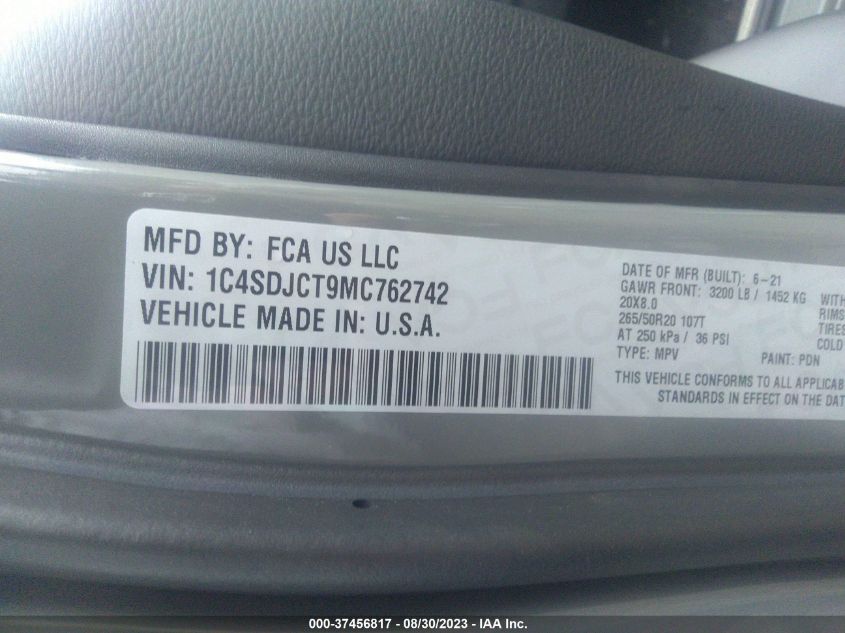 MFD BY: FCA US LLC
VIN: 1C4SDJCT9MC762742
VEHICLE MADE IN: U.S.A.
DATE OF MFR (BUILT): 6-21
GAWR FRONT: 3200 LB / 1452 KG WITH
20X8.0 RIMS
265/50R20 107T TIRES
AT 250 kPa / 36 PSI COLD
TYPE: MPV PAINT: PDN
THIS VEHICLE CONFORMS TO ALL APPLICAB
STANDARDS IN EFFECT ON THE DAT
000-37456817 - 08/30/2023 - IAA Inc.